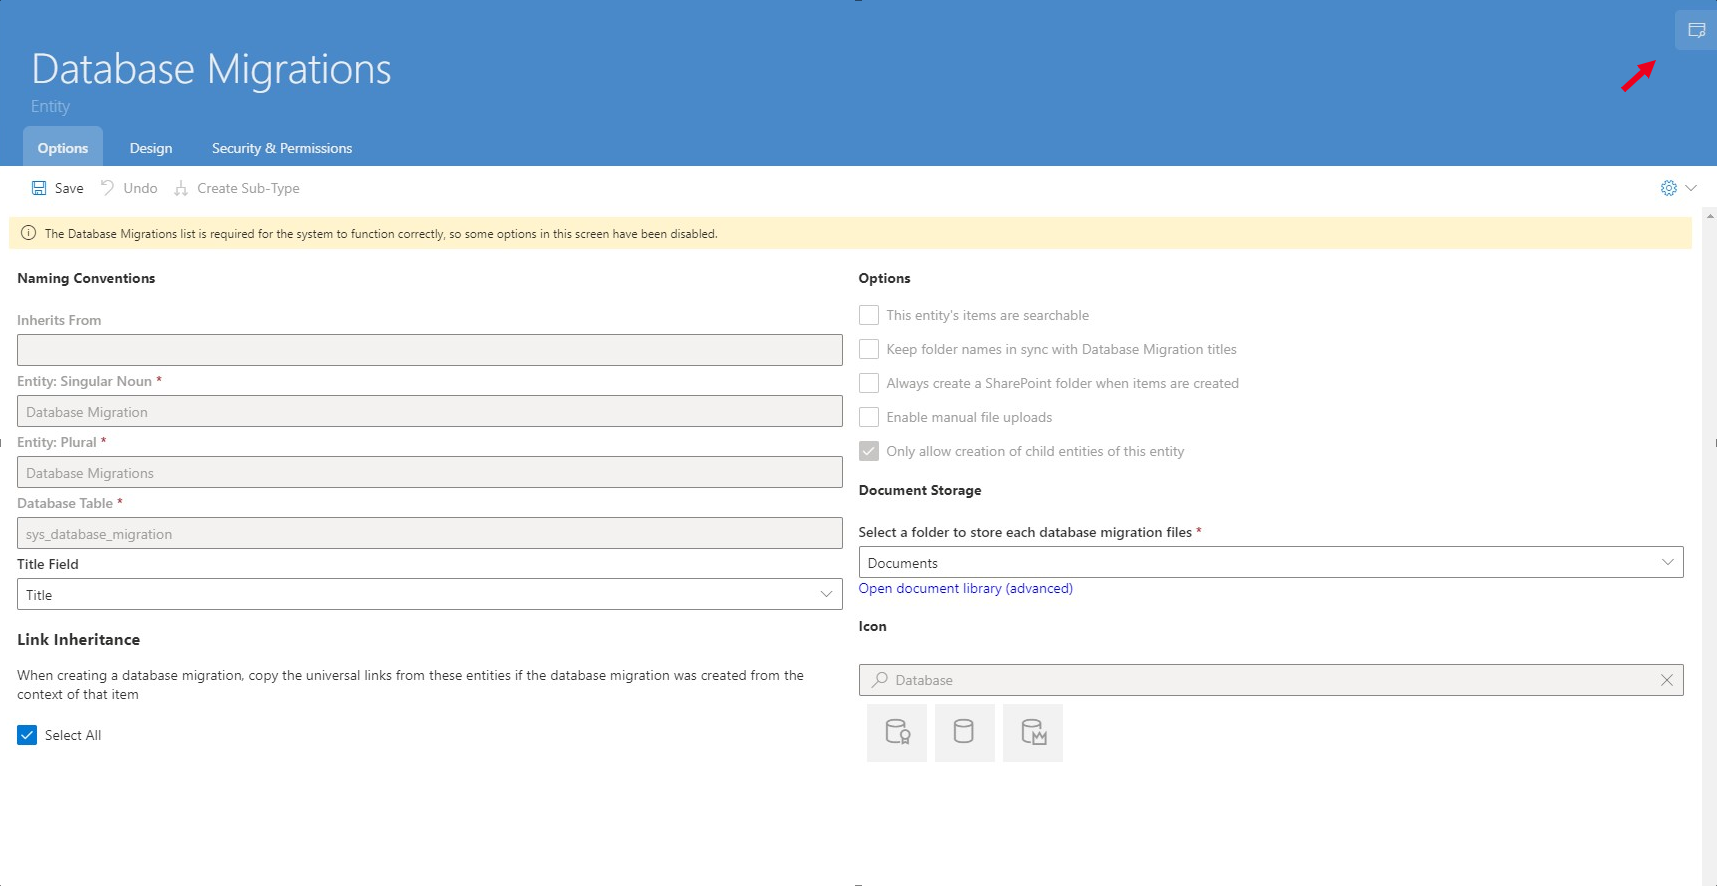 Database Migrations
Entity
Options
Design
Security & Permissions
Save
Undo
Create Sub-Type
The Database Migrations list is required for the system to function correctly, so some options in this screen have been disabled.
Naming Conventions
Inherits From
Entity: Singular Noun *
Database Migration
Entity: Plural *
Database Migrations
Database Table *
sys_database_migration
Title Field
Title
Link Inheritance
When creating a database migration, copy the universal links from these entities if the database migration was created from the
context of that item
Select All
Options
This entity's items are searchable
Keep folder names in sync with Database Migration titles
Always create a SharePoint folder when items are created
Enable manual file uploads
Only allow creation of child entities of this entity
Document Storage
Select a folder to store each database migration files *
Documents
Open document library (advanced)
Icon
Database